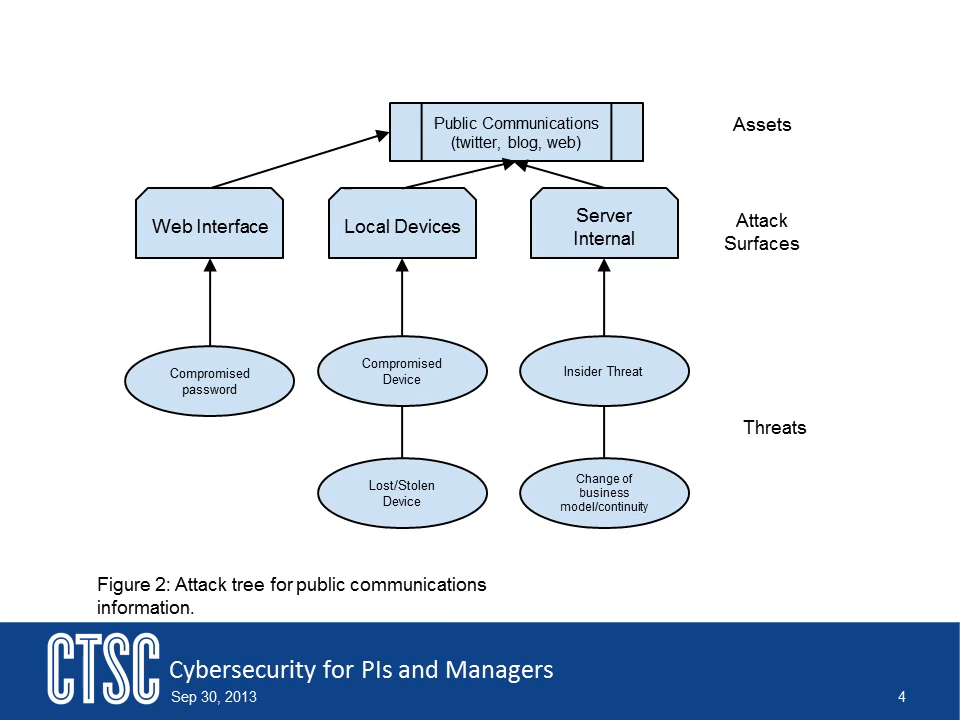 Public Communications
(twitter, blog, web)
Assets
Web Interface
Local Devices
Server
Internal
Attack
Surfaces
Compromised
password
Compromised
Device
Insider Threat
Threats
Lost/Stolen
Device
Change of
business
model/continuity
Figure 2: Attack tree for public communications
information.
CTSC
Cybersecurity for PIs and Managers
Sep 30, 2013
4